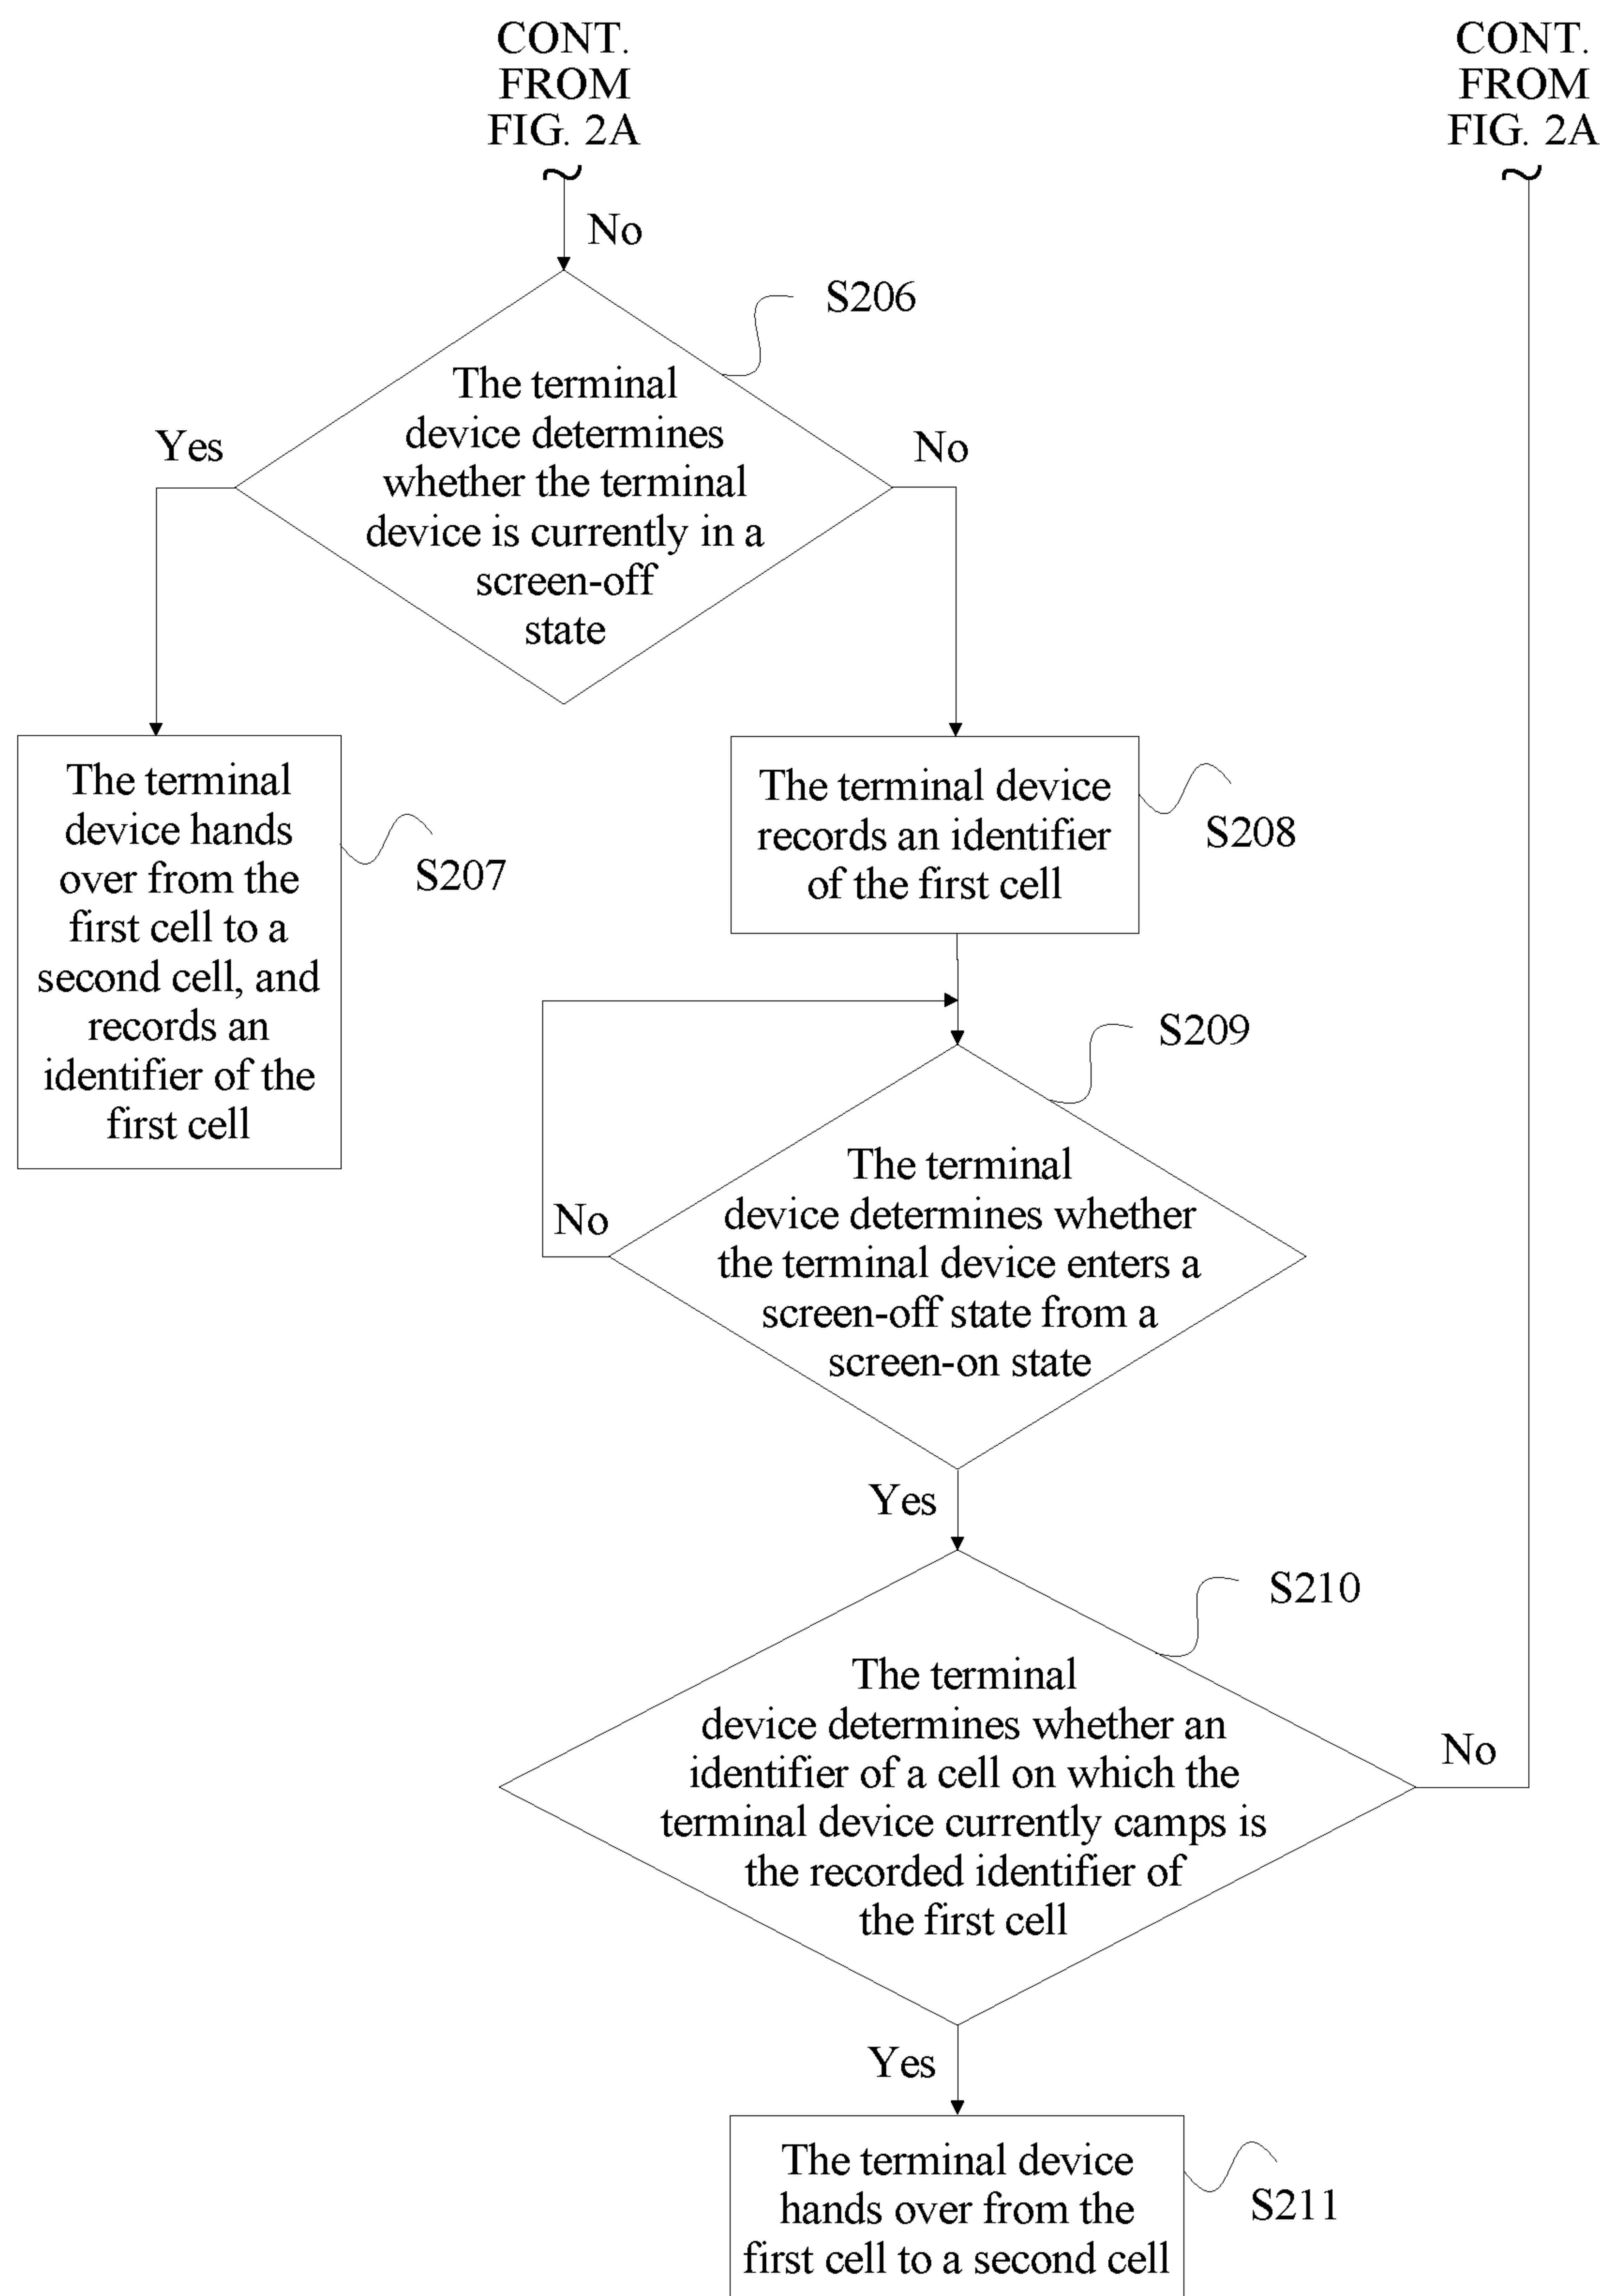 CONT.
FROM
FIG. 2A
CONT.
FROM
FIG. 2A
No
S206
The terminal
device determines
whether the terminal
device is currently in a
screen-off
state
Yes
No
The terminal
device hands
over from the
first cell to a
second cell, and
records an
identifier of the
first cell
S207
The terminal device
records an identifier
of the first cell
S208
S209
The terminal
device determines whether
the terminal device enters a
screen-off state from a
screen-on state
No
Yes
S210
The terminal
device determines whether an
identifier of a cell on which the
terminal device currently camps is
the recorded identifier of
the first cell
No
Yes
The terminal device
hands over from the
first cell to a second cell
S211